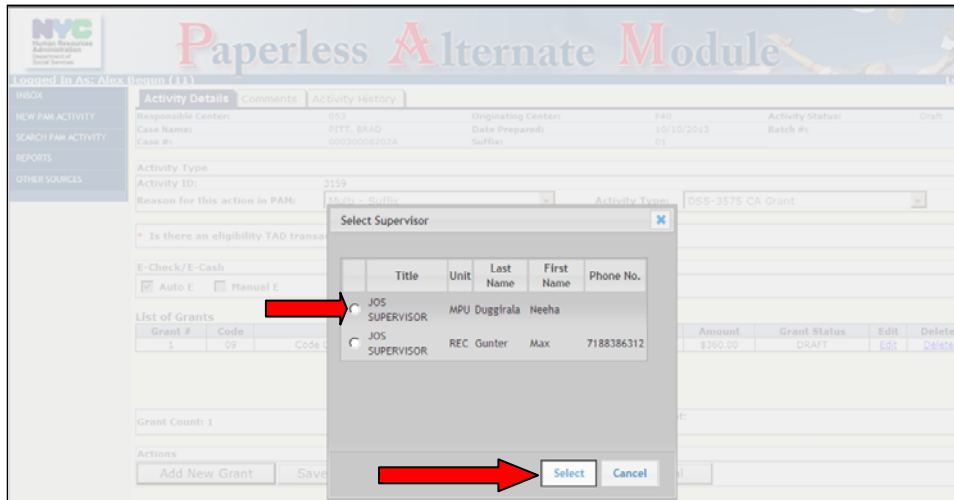 NYC
Human Resources
Administration
Department of
Social Services
Paperless Alternate Module
Logged In As: Alex Begun (11)
INBOX
NEW PAM ACTIVITY
SEARCH PAM ACTIVITY
REPORTS
OTHER SOURCES
Activity Details Comments Activity History
Responsible Center: 053 Originating Center: F40 Activity Status: Draft
Case Name: PITT, BRAD Date Prepared: 10/10/2013 Batch #:
Case #: 00030008207A Suffix: 01
Activity Type
Activity ID: 3159
Reason for this action in PAM: Multi - Suffix Activity Type: DSS-3575 CA Grant
* Is there an eligibility TAD
E-Check/E-Cash
Auto E Manual E
List of Grants
Grant # Code Amount Grant Status Edit Delete
1 09 Code $360.00 DRAFT Edit Delete
Grant Count: 1
Actions
Add New Grant Save
Select Supervisor
Title Unit Last Name First Name Phone No.
JOS SUPERVISOR MPU Duggirala Neeha
JOS SUPERVISOR REC Gunter Max 7188386312
Select Cancel